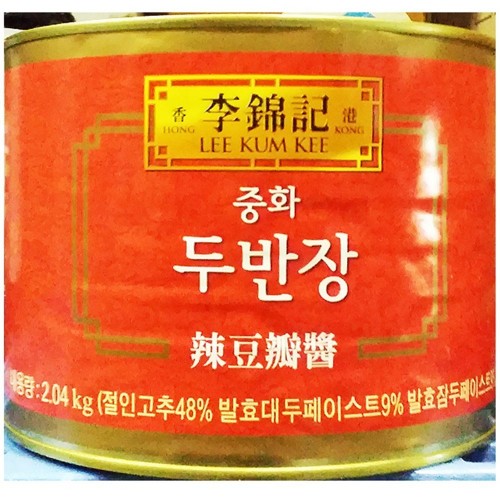 香 李錦記 港
HONG KONG
LEE KUM KEE
중화
두반장
辣豆瓣醬
내용량 : 2.04 kg (절인고추48% 발효대두페이스트9% 발효잠두페이스트